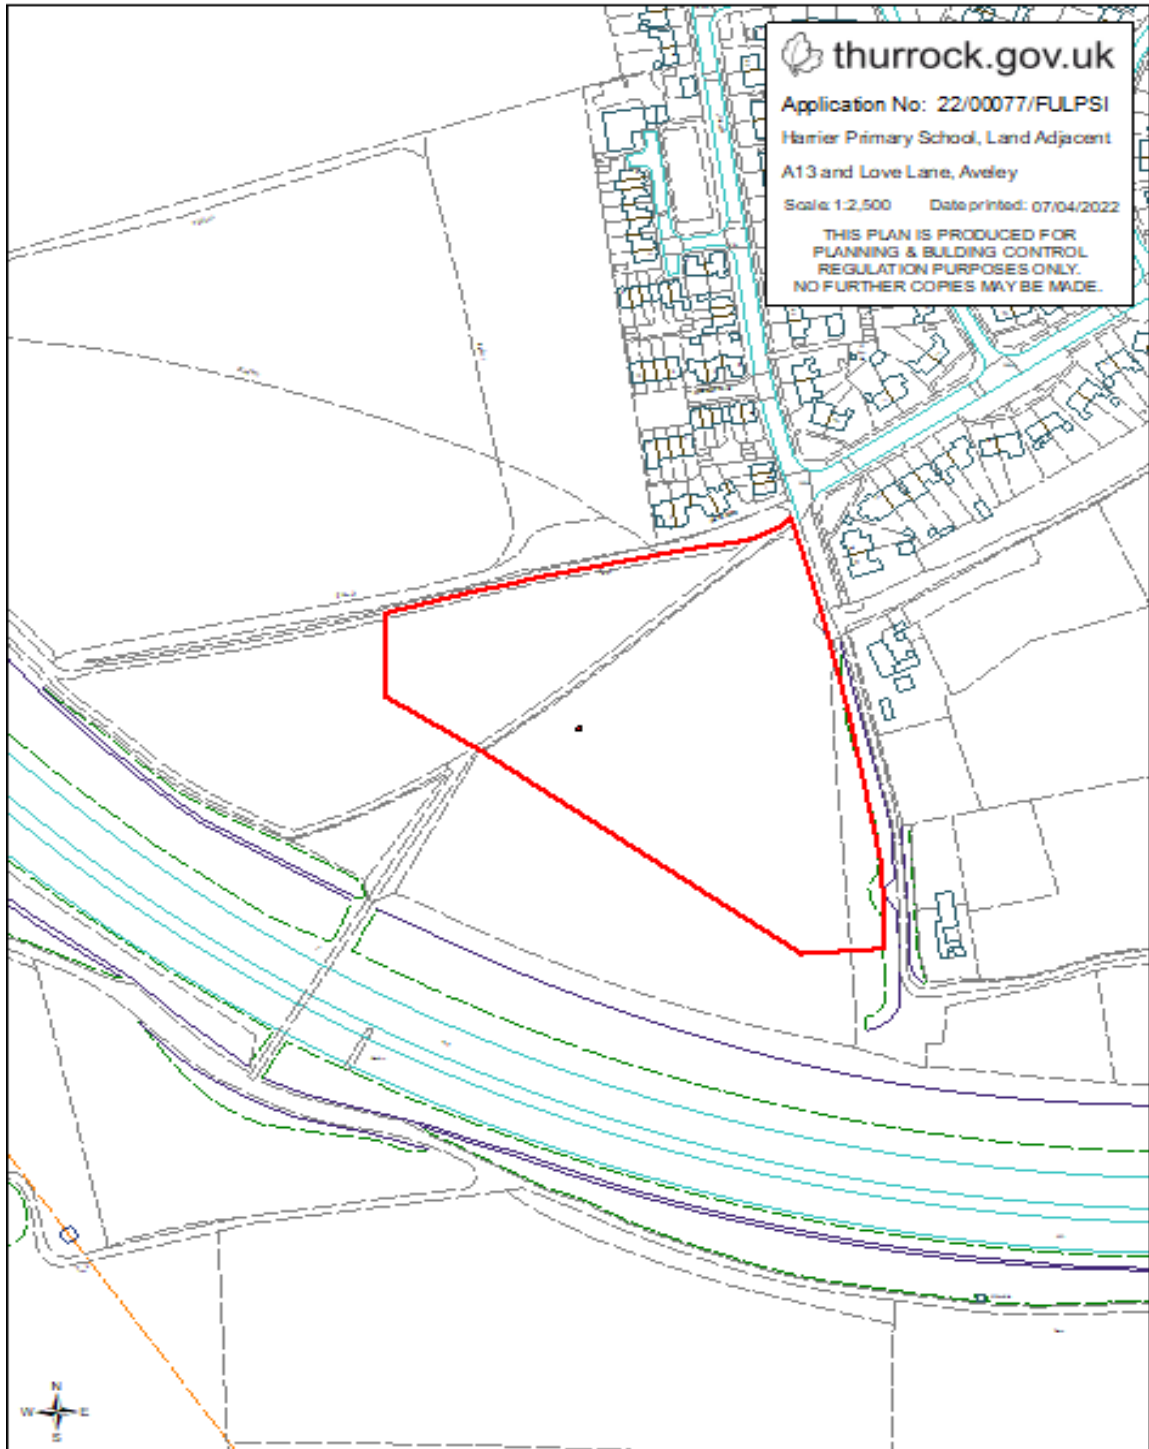 thurrock.gov.uk
Application No: 22/00077/FULPSI
Harrier Primary School, Land Adjacent
A13 and Love Lane, Aveley
Scale: 1:2,500 Date printed: 07/04/2022
THIS PLAN IS PRODUCED FOR
PLANNING & BULDING CONTROL
REGULATION PURPOSES ONLY.
NO FURTHER COPIES MAY BE MADE.
N
W E
S